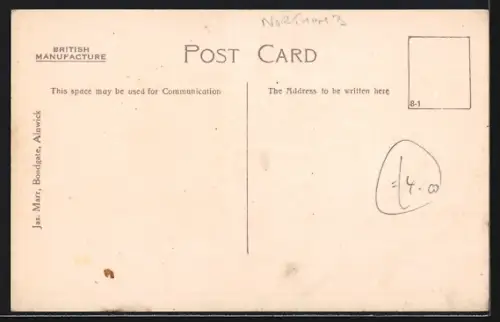 BRITISH
MANUFACTURE
POST CARD
This space may be used for Communication
The Address to be written here
8-1
Jas. Marr, Bondgate, Alnwick
4.00